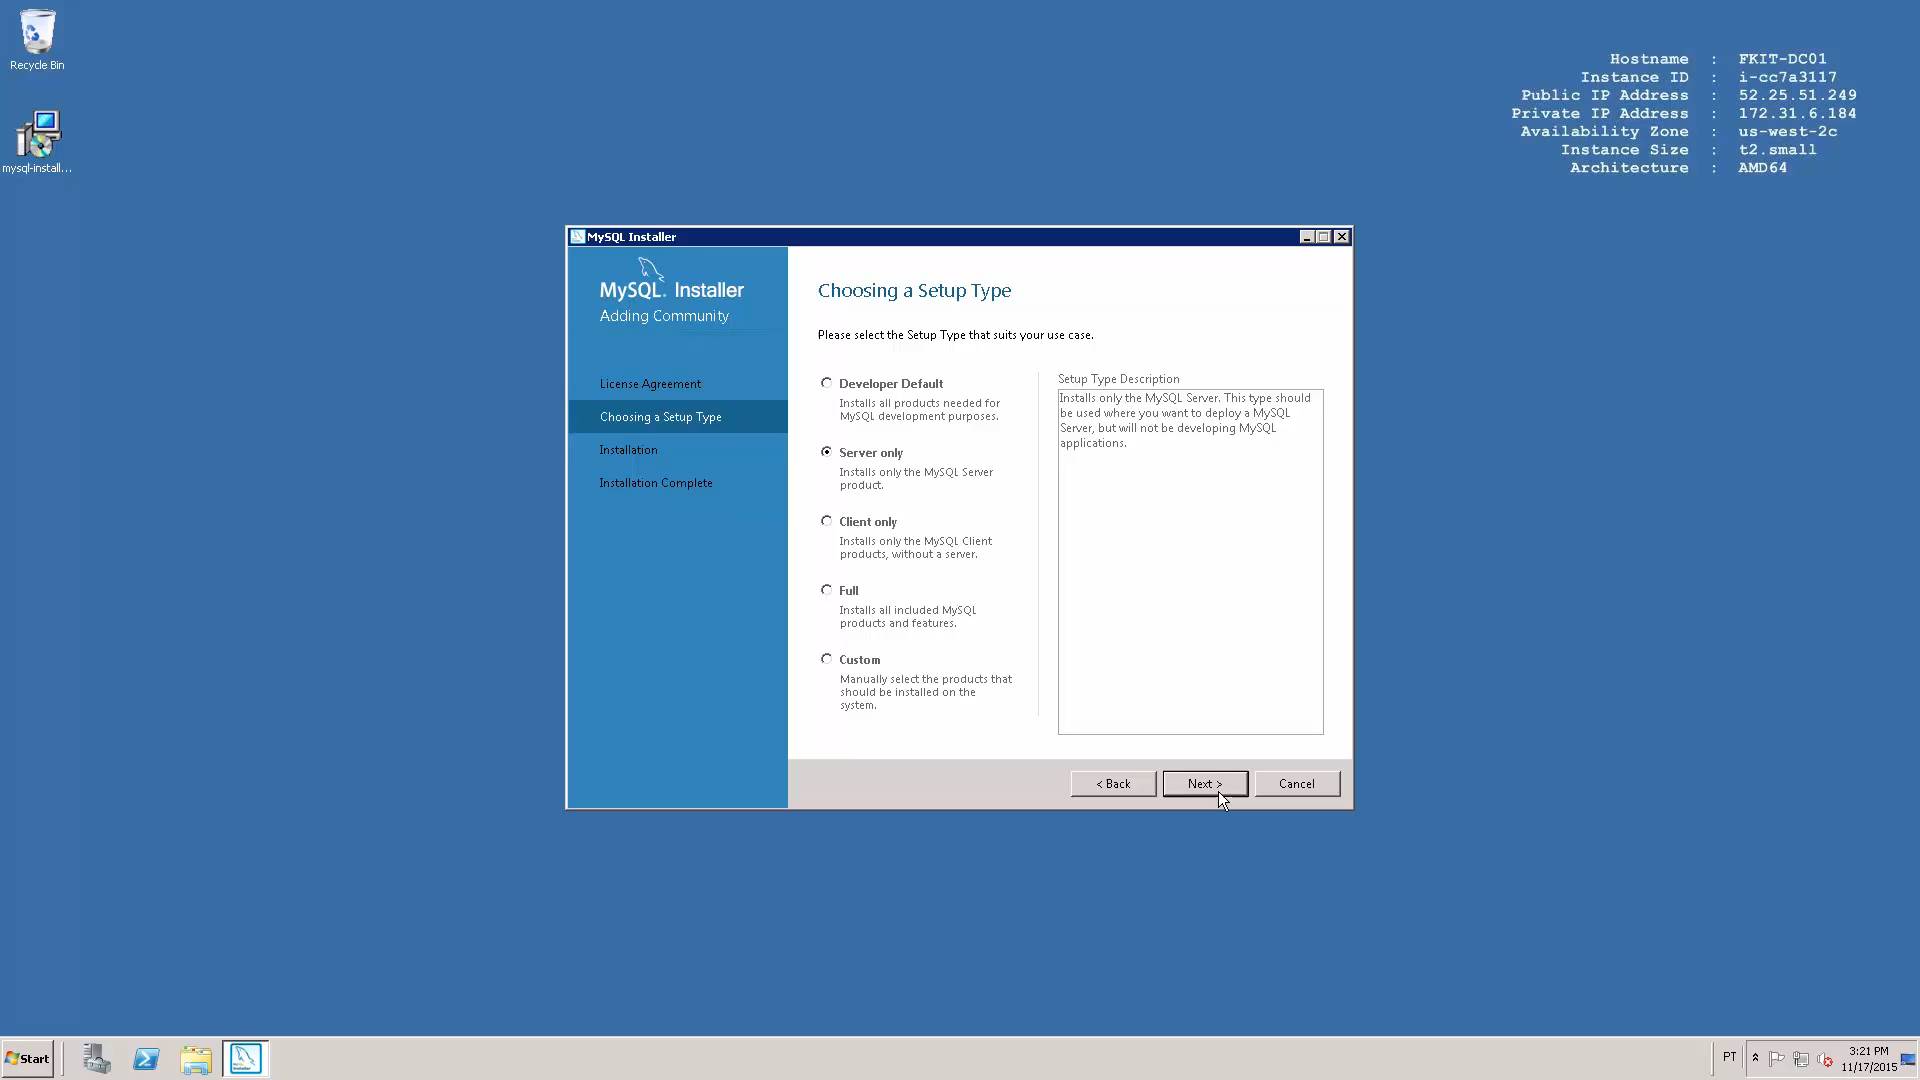 Recycle Bin
mysql-install...
Hostname : FKIT-DC01
Instance ID : i-cc7a3117
Public IP Address : 52.25.51.249
Private IP Address : 172.31.6.184
Availability Zone : us-west-2c
Instance Size : t2.small
Architecture : AMD64
MySQL Installer
MySQL. Installer
Adding Community
License Agreement
Choosing a Setup Type
Installation
Installation Complete
Choosing a Setup Type
Please select the Setup Type that suits your use case.
Developer Default
Installs all products needed for
MySQL development purposes.
Server only
Installs only the MySQL Server
product.
Client only
Installs only the MySQL Client
products, without a server.
Full
Installs all included MySQL
products and features.
Custom
Manually select the products that
should be installed on the
system.
Setup Type Description
Installs only the MySQL Server. This type should
be used where you want to deploy a MySQL
Server, but will not be developing MySQL
applications.
< Back
Next >
Cancel
Start
Installer
PT
3:21 PM
11/17/2015